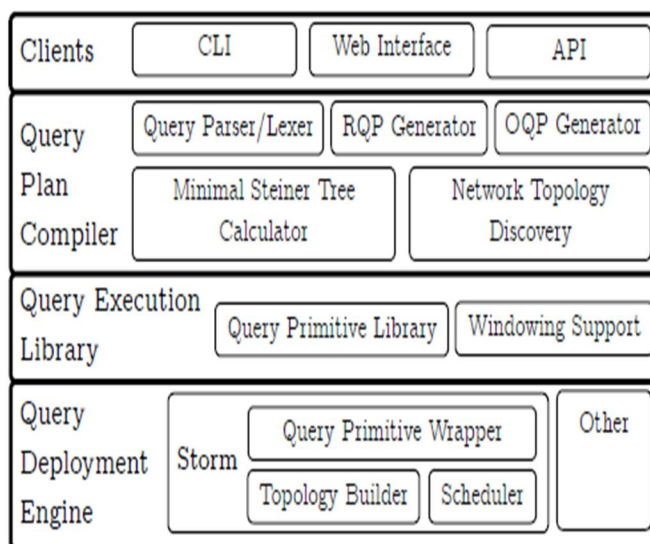 Clients
CLI
Web Interface
API
Query
Plan
Compiler
Query Parser/Lexer
RQP Generator
OQP Generator
Minimal Steiner Tree
Calculator
Network Topology
Discovery
Query Execution
Library
Query Primitive Library
Windowing Support
Query
Deployment
Engine
Storm
Query Primitive Wrapper
Topology Builder
Scheduler
Other